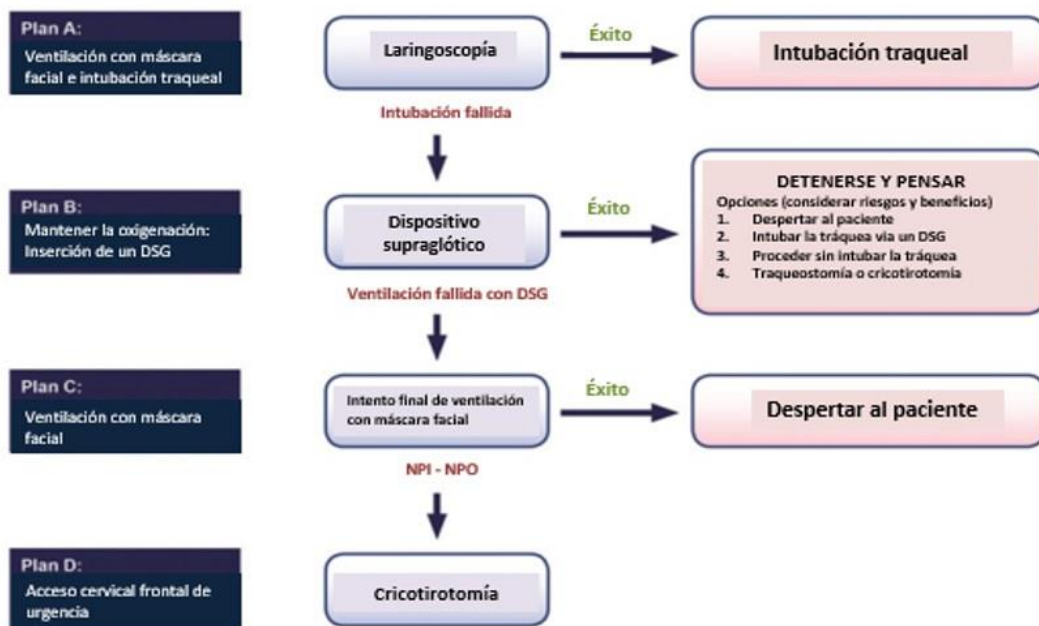 Plan A:
Ventilación con máscara
facial e intubación traqueal
Laringoscopía
Éxito
Intubación traqueal
Intubación fallida
Plan B:
Mantener la oxigenación:
Inserción de un DSG
Dispositivo
supraglótico
Éxito
DETENERSE Y PENSAR
Opciones (considerar riesgos y beneficios)
1. Despertar al paciente
2. Intubar la tráquea via un DSG
3. Proceder sin intubar la tráquea
4. Traqueostomía o cricotirotomía
Ventilación fallida con DSG
Plan C:
Ventilación con máscara
facial
Intento final de ventilación
con máscara facial
Éxito
Despertar al paciente
NPI - NPO
Plan D:
Acceso cervical frontal de
urgencia
Cricotirotomía